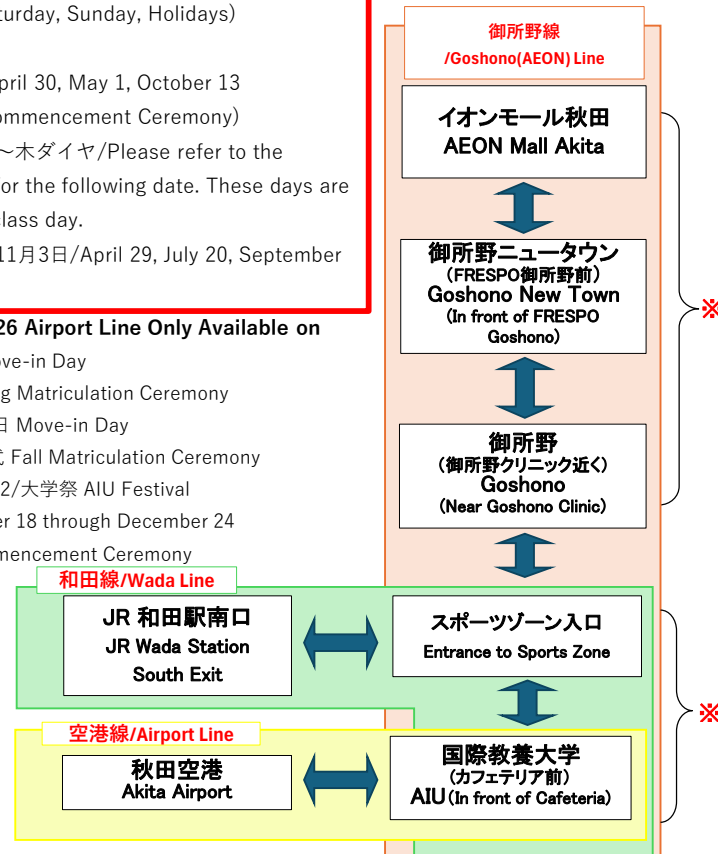 turday, Sunday, Holidays)
pril 30, May 1, October 13
ommencement Ceremony)
～木ダイヤ/Please refer to the
or the following date. These days are
class day.
11月3日/April 29, July 20, September
26 Airport Line Only Available on
ove-in Day
g Matriculation Ceremony
日 Move-in Day
式 Fall Matriculation Ceremony
2/大学祭 AIU Festival
er 18 through December 24
mencement Ceremony
御所野線
/Goshono(AEON) Line
イオンモール秋田
AEON Mall Akita
御所野ニュータウン
（FRESPO御所野前）
Goshono New Town
(In front of FRESPO
Goshono)
※
御所野
（御所野クリニック近く）
Goshono
(Near Goshono Clinic)
和田線/Wada Line
JR 和田駅南口
JR Wada Station
South Exit
スポーツゾーン入口
Entrance to Sports Zone
※
空港線/Airport Line
秋田空港
Akita Airport
国際教養大学
（カフェテリア前）
AIU（In front of Cafeteria）